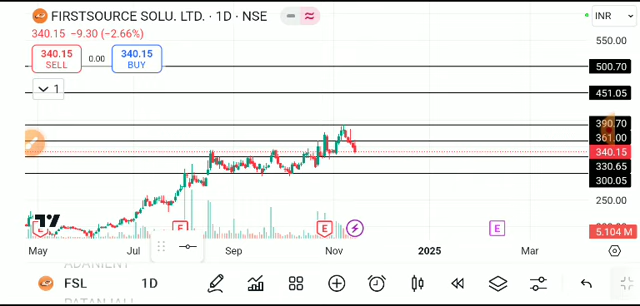 FIRSTSOURCE SOLU. LTD. · 1D · NSE
340.15 −9.30 (−2.66%)
340.15
SELL
0.00
340.15
BUY
1
INR
550.00
500.70
451.05
390.70
361.00
340.15
330.65
300.05
250.00
5.104 M
E
E
E
E
May
Jul
Sep
Nov
2025
Mar
ADANIENT
FSL
1D
PATANJALI